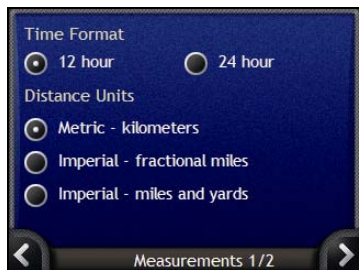 Time Format
12 hour 24 hour
Distance Units
Metric - kilometers
Imperial - fractional miles
Imperial - miles and yards
Measurements 1/2